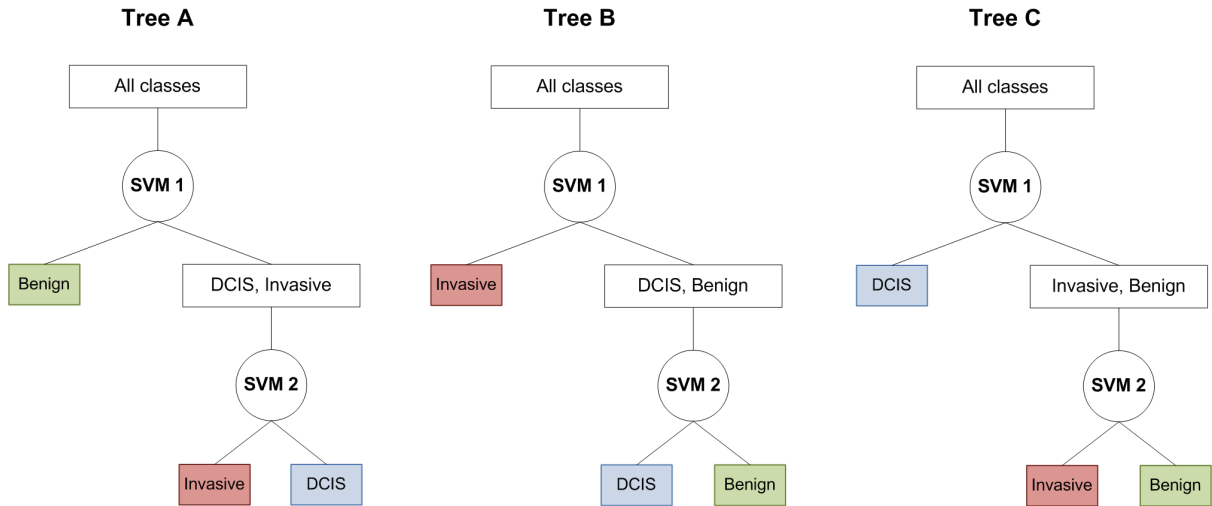 Tree A
All classes
SVM 1
Benign
DCIS, Invasive
SVM 2
Invasive
DCIS
Tree B
All classes
SVM 1
Invasive
DCIS, Benign
SVM 2
DCIS
Benign
Tree C
All classes
SVM 1
DCIS
Invasive, Benign
SVM 2
Invasive
Benign